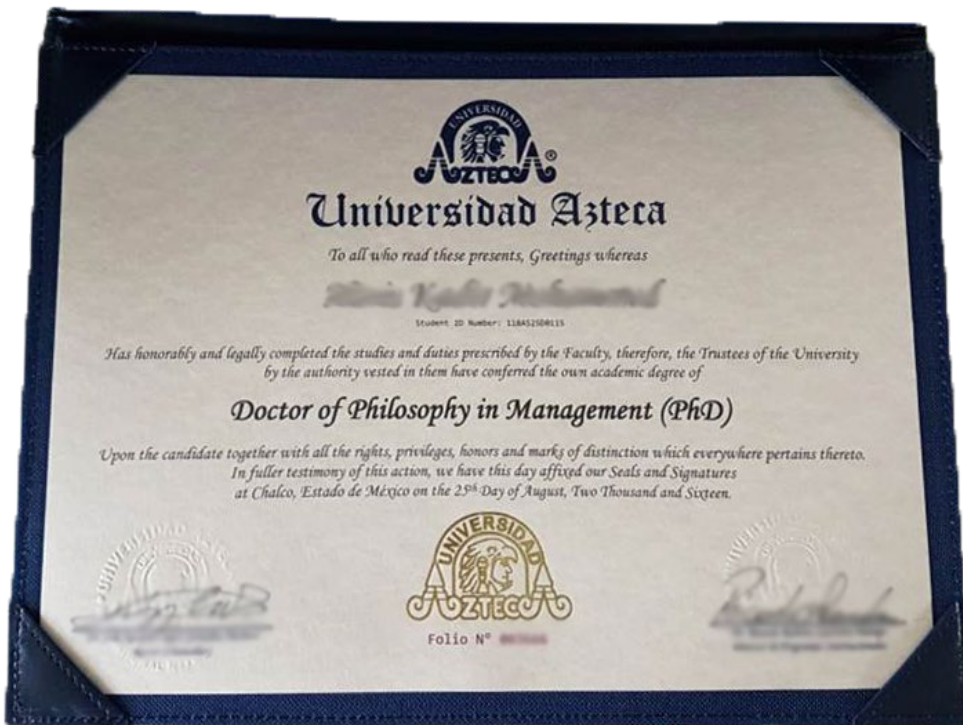 UNIVERSIDAD
AZTECA ®
Universidad Azteca
To all who read these presents, Greetings whereas
Student ID Number: 118AS25D0115
Has honorably and legally completed the studies and duties prescribed by the Faculty, therefore, the Trustees of the University
by the authority vested in them have conferred the own academic degree of
Doctor of Philosophy in Management (PhD)
Upon the candidate together with all the rights, privileges, honors and marks of distinction which everywhere pertains thereto.
In fuller testimony of this action, we have this day affixed our Seals and Signatures
at Chalco, Estado de México on the 25th Day of August, Two Thousand and Sixteen.
UNIVERSIDAD
AZTECA
Folio N°